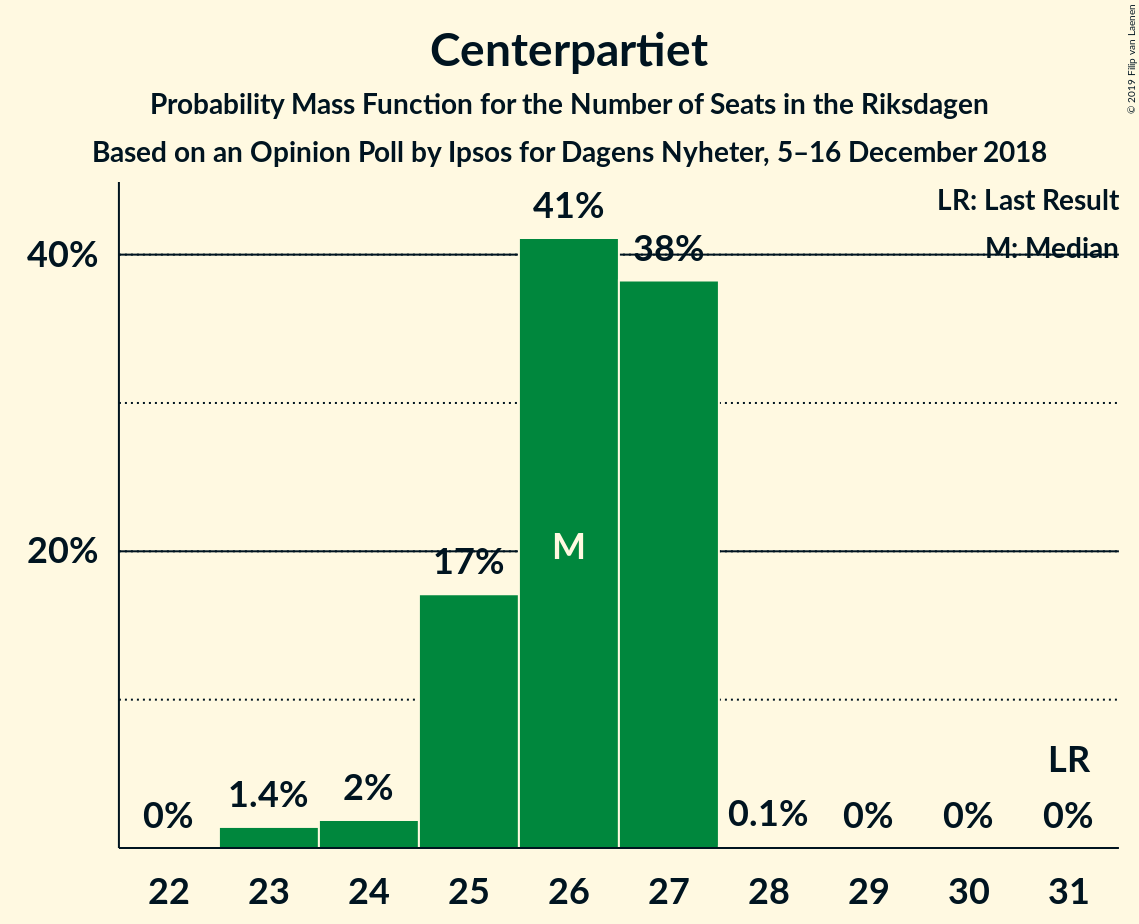 Centerpartiet
Probability Mass Function for the Number of Seats in the Riksdagen
Based on an Opinion Poll by Ipsos for Dagens Nyheter, 5–16 December 2018
© 2019 Filip van Laenen
LR: Last Result
M: Median
41%
38%
40%
20%
17%
M
LR
0%
1.4%
2%
0.1%
0%
0%
0%
22 23 24 25 26 27 28 29 30 31